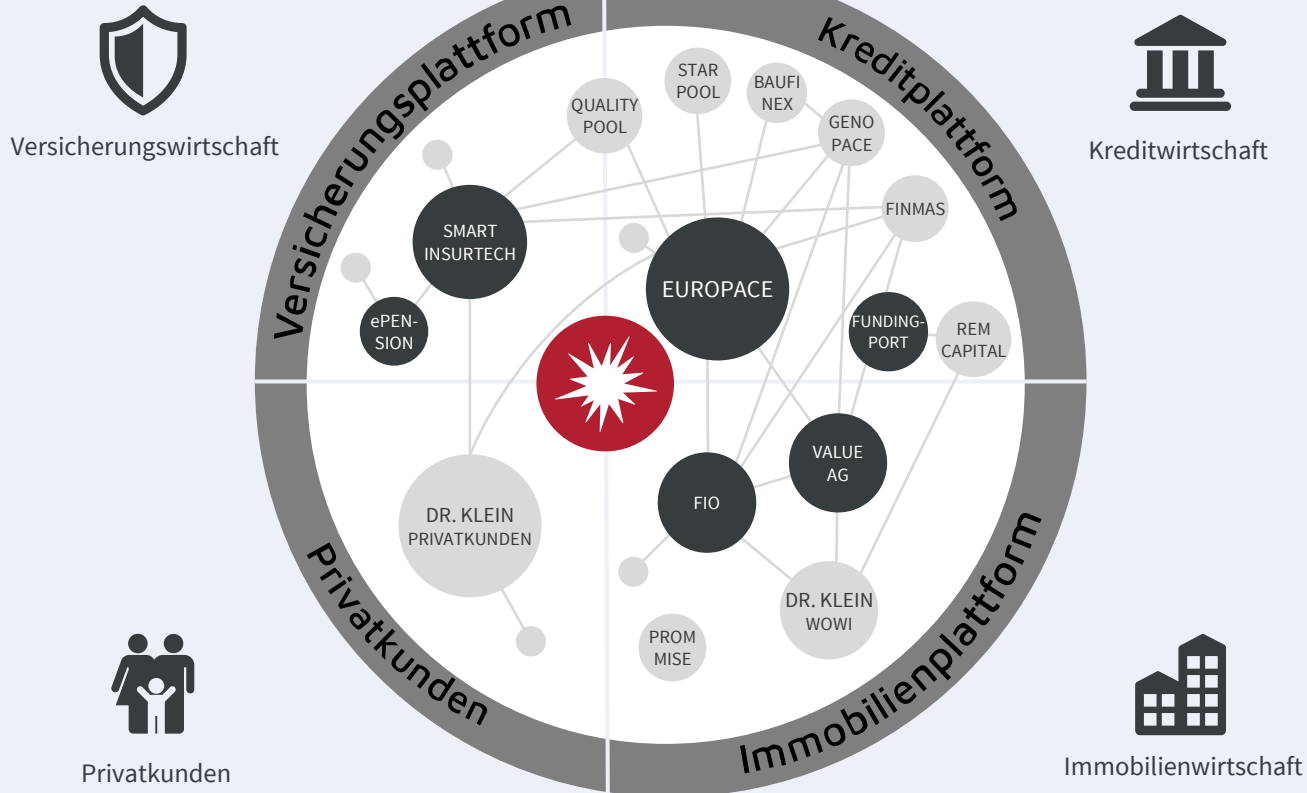 Versicherungswirtschaft
Kreditwirtschaft
Versicherungsplattform
Kreditplattform
QUALITY
POOL
STAR
POOL
BAUFI
NEX
GENO
PACE
FINMAS
SMART
INSURTECH
EUROPACE
ePEN-
SION
FUNDING-
PORT
REM
CAPITAL
VALUE
AG
FIO
DR. KLEIN
PRIVATKUNDEN
DR. KLEIN
WOWI
PROM
MISE
Privatkunden
Immobilienplattform
Privatkunden
Immobilienwirtschaft